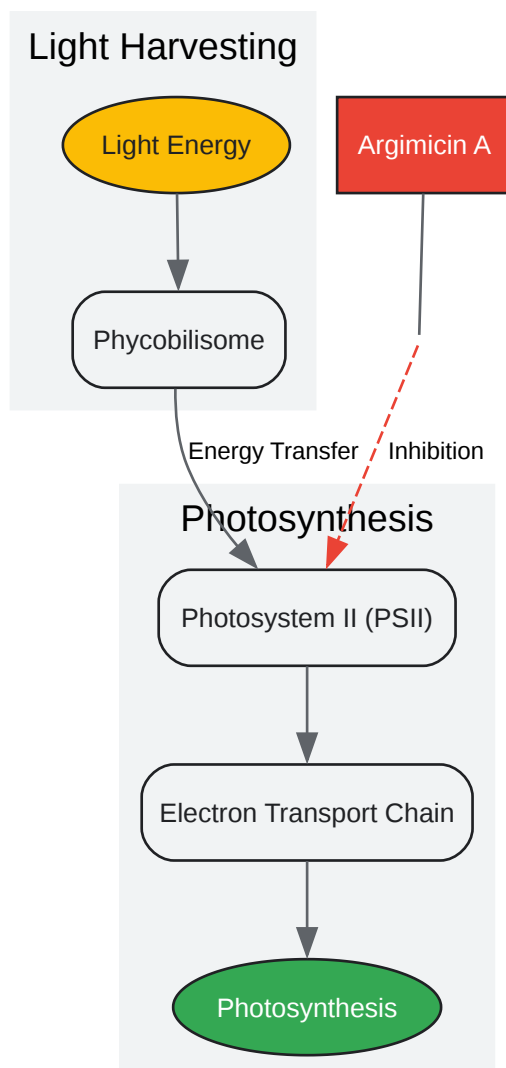 Light Harvesting
Light Energy
Argimicin A
Phycobilisome
Energy Transfer
Inhibition
Photosynthesis
Photosystem II (PSII)
Electron Transport Chain
Photosynthesis